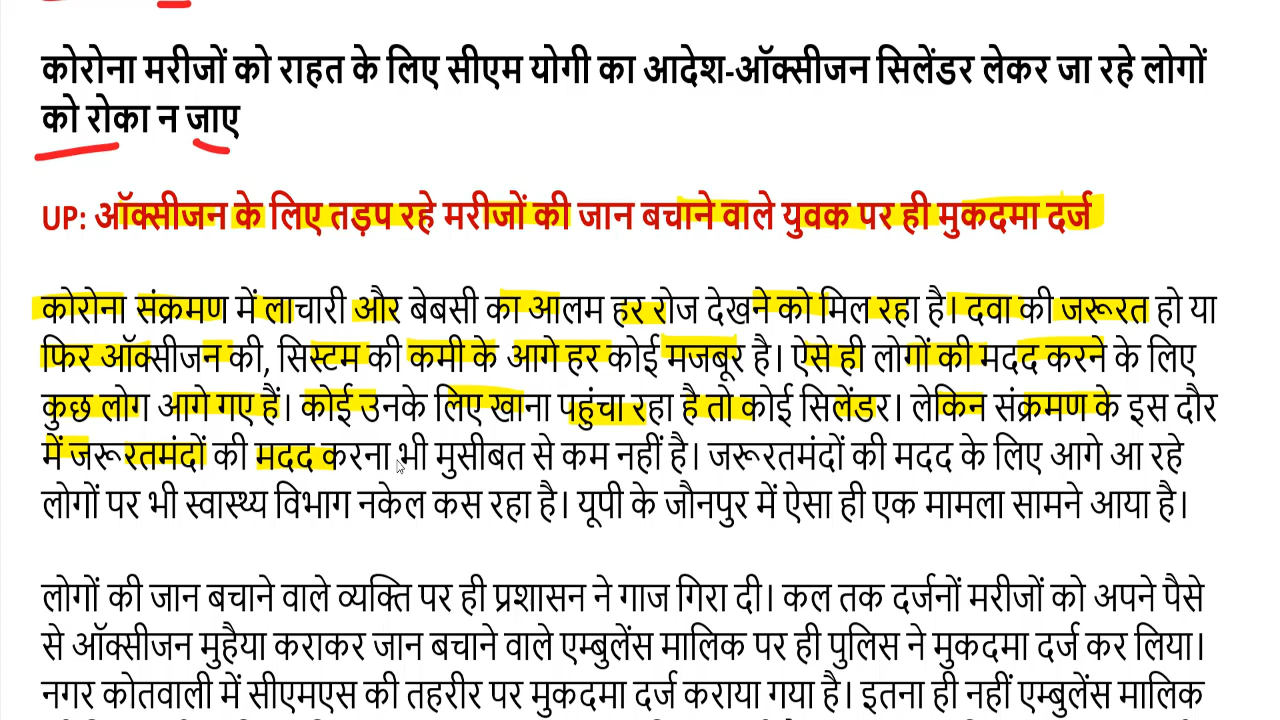 कोरोना मरीजों को राहत के लिए सीएम योगी का आदेश-ऑक्सीजन सिलेंडर लेकर जा रहे लोगों
को रोका न जाए
UP: ऑक्सीजन के लिए तड़प रहे मरीजों की जान बचाने वाले युवक पर ही मुकदमा दर्ज
कोरोना संक्रमण में लाचारी और बेबसी का आलम हर रोज देखने को मिल रहा है। दवा की जरूरत हो या
फिर ऑक्सीजन की, सिस्टम की कमी के आगे हर कोई मजबूर है। ऐसे ही लोगों की मदद करने के लिए
कुछ लोग आगे गए हैं। कोई उनके लिए खाना पहुंचा रहा है तो कोई सिलेंडर। लेकिन संक्रमण के इस दौर
में जरूरतमंदों की मदद करना भी मुसीबत से कम नहीं है। जरूरतमंदों की मदद के लिए आगे आ रहे
लोगों पर भी स्वास्थ्य विभाग नकेल कस रहा है। यूपी के जौनपुर में ऐसा ही एक मामला सामने आया है।
लोगों की जान बचाने वाले व्यक्ति पर ही प्रशासन ने गाज गिरा दी। कल तक दर्जनों मरीजों को अपने पैसे
से ऑक्सीजन मुहैया कराकर जान बचाने वाले एम्बुलेंस मालिक पर ही पुलिस ने मुकदमा दर्ज कर लिया।
नगर कोतवाली में सीएमएस की तहरीर पर मुकदमा दर्ज कराया गया है। इतना ही नहीं एम्बुलेंस मालिक